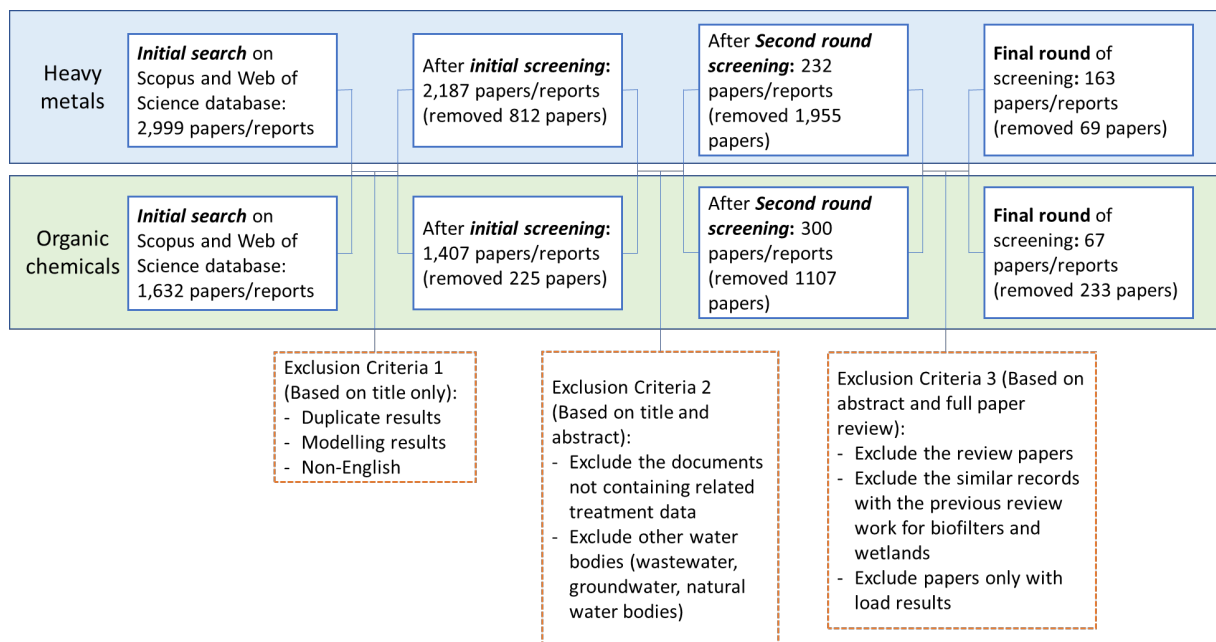 Heavy
metals
Initial search on
Scopus and Web of
Science database:
2,999 papers/reports
After initial screening:
2,187 papers/reports
(removed 812 papers)
After Second round
screening: 232
papers/reports
(removed 1,955
papers)
Final round of
screening: 163
papers/reports
(removed 69 papers)
Organic
chemicals
Initial search on
Scopus and Web of
Science database:
1,632 papers/reports
After initial screening:
1,407 papers/reports
(removed 225 papers)
After Second round
screening: 300
papers/reports
(removed 1107
papers)
Final round of
screening: 67
papers/reports
(removed 233 papers)
Exclusion Criteria 1
(Based on title only):
- Duplicate results
- Modelling results
- Non-English
Exclusion Criteria 2
(Based on title and
abstract):
- Exclude the documents
not containing related
treatment data
- Exclude other water
bodies (wastewater,
groundwater, natural
water bodies)
Exclusion Criteria 3 (Based on
abstract and full paper
review):
- Exclude the review papers
- Exclude the similar records
with the previous review
work for biofilters and
wetlands
- Exclude papers only with
load results